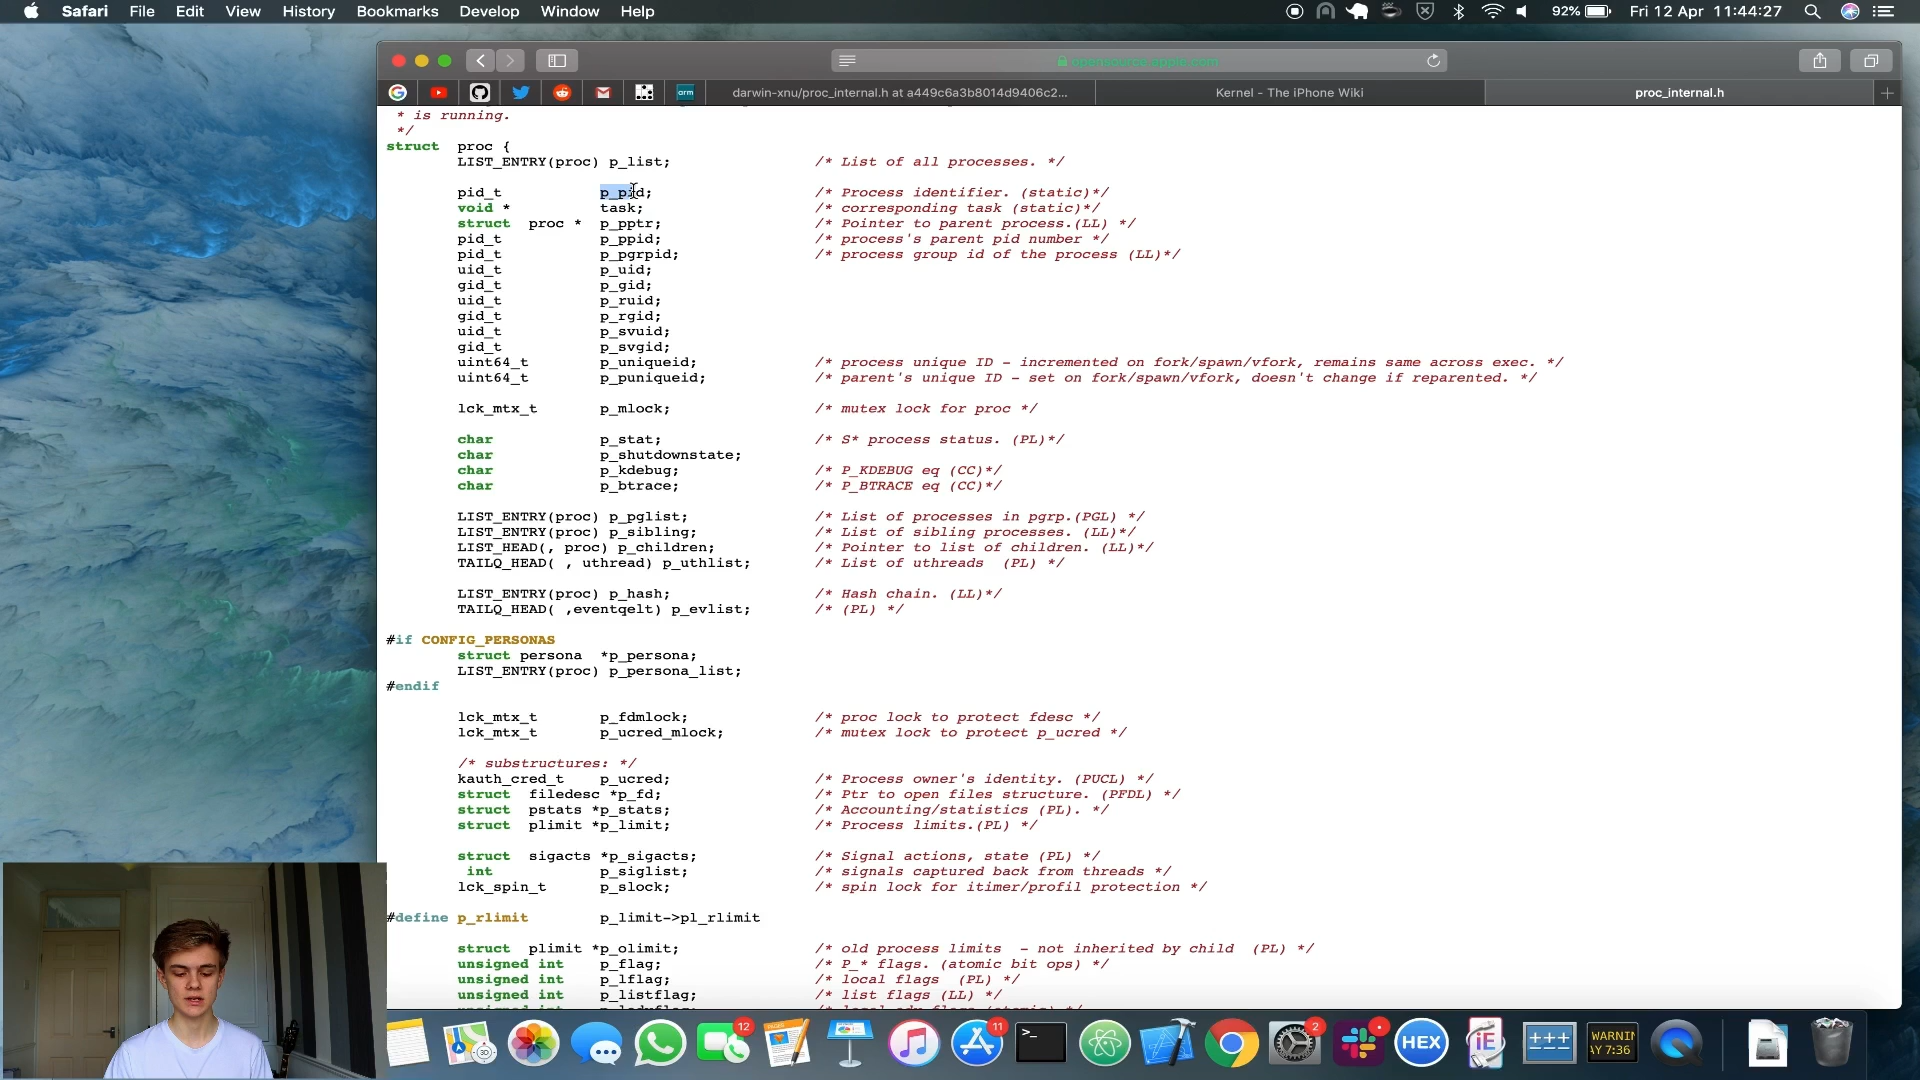 Safari File Edit View History Bookmarks Develop Window Help 92% Fri 12 Apr 11:44:27
opensource.apple.com
arm darwin-xnu/proc_internal.h at a449c6a3b8014d9406c2... Kernel - The iPhone Wiki proc_internal.h
* is running.
*/
struct proc {
LIST_ENTRY(proc) p_list; /* List of all processes. */
pid_t p_pid; /* Process identifier. (static)*/
void * task; /* corresponding task (static)*/
struct proc * p_pptr; /* Pointer to parent process.(LL) */
pid_t p_ppid; /* process's parent pid number */
pid_t p_pgrpid; /* process group id of the process (LL)*/
uid_t p_uid;
gid_t p_gid;
uid_t p_ruid;
gid_t p_rgid;
uid_t p_svuid;
gid_t p_svgid;
uint64_t p_uniqueid; /* process unique ID - incremented on fork/spawn/vfork, remains same across exec. */
uint64_t p_puniqueid; /* parent's unique ID - set on fork/spawn/vfork, doesn't change if reparented. */
lck_mtx_t p_mlock; /* mutex lock for proc */
char p_stat; /* S* process status. (PL)*/
char p_shutdownstate;
char p_kdebug; /* P_KDEBUG eq (CC)*/
char p_btrace; /* P_BTRACE eq (CC)*/
LIST_ENTRY(proc) p_pglist; /* List of processes in pgrp.(PGL) */
LIST_ENTRY(proc) p_sibling; /* List of sibling processes. (LL)*/
LIST_HEAD(, proc) p_children; /* Pointer to list of children. (LL)*/
TAILQ_HEAD( , uthread) p_uthlist; /* List of uthreads (PL) */
LIST_ENTRY(proc) p_hash; /* Hash chain. (LL)*/
TAILQ_HEAD( ,eventqelt) p_evlist; /* (PL) */
#if CONFIG_PERSONAS
struct persona *p_persona;
LIST_ENTRY(proc) p_persona_list;
#endif
lck_mtx_t p_fdmlock; /* proc lock to protect fdesc */
lck_mtx_t p_ucred_mlock; /* mutex lock to protect p_ucred */
/* substructures: */
kauth_cred_t p_ucred; /* Process owner's identity. (PUCL) */
struct filedesc *p_fd; /* Ptr to open files structure. (PFDL) */
struct pstats *p_stats; /* Accounting/statistics (PL). */
struct plimit *p_limit; /* Process limits.(PL) */
struct sigacts *p_sigacts; /* Signal actions, state (PL) */
int p_siglist; /* signals captured back from threads */
lck_spin_t p_slock; /* spin lock for itimer/profil protection */
#define p_rlimit p_limit->pl_rlimit
struct plimit *p_olimit; /* old process limits - not inherited by child (PL) */
unsigned int p_flag; /* P_* flags. (atomic bit ops) */
unsigned int p_lflag; /* local flags (PL) */
unsigned int p_listflag; /* list flags (LL) */
12 PAGES 11 >_ 2 HEX iE +++ WARNIN
AY 7:36
3D